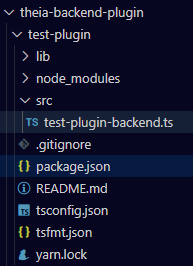 theia-backend-plugin
test-plugin
lib
node_modules
src
TS test-plugin-backend.ts
.gitignore
{} package.json
README.md
tsconfig.json
{} tsfmt.json
yarn.lock